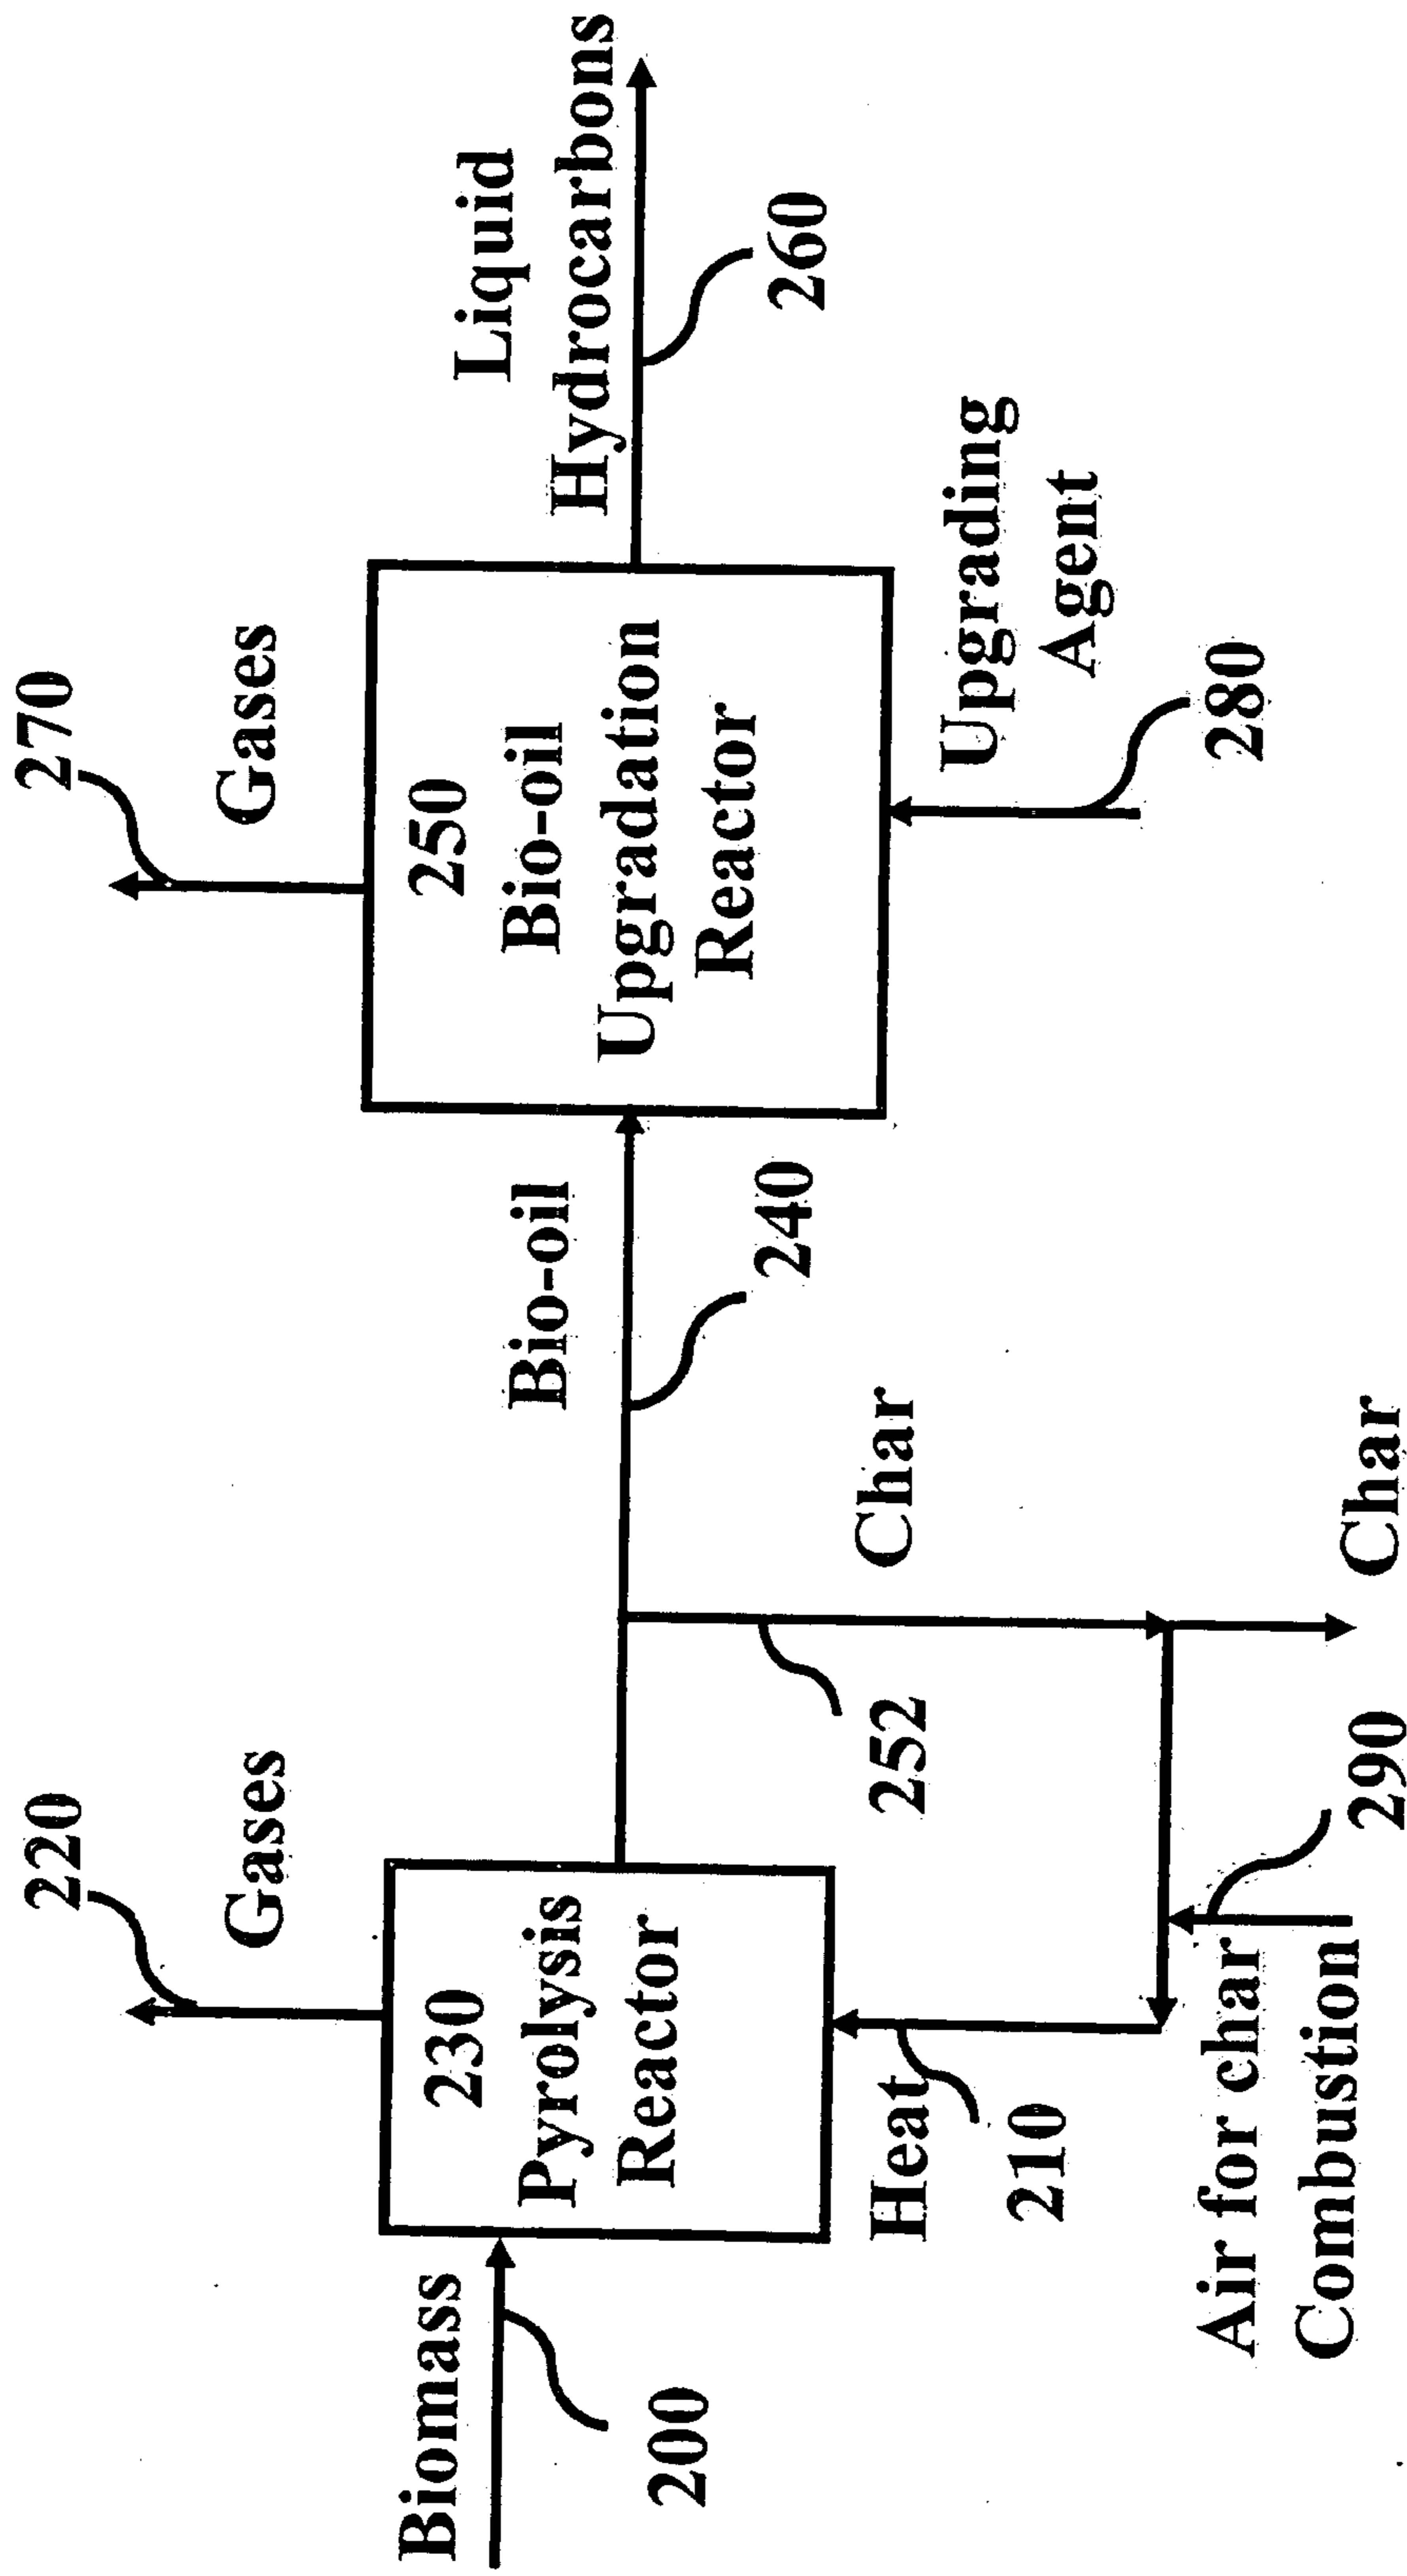 220
Gases
270
Gases
Biomass
200
230
Pyrolysis
Reactor
Bio-oil
240
250
Bio-oil
Upgradation
Reactor
Liquid
Hydrocarbons
260
Heat
210
252
Char
Upgrading
Agent
280
Air for char
Combustion
290
Char